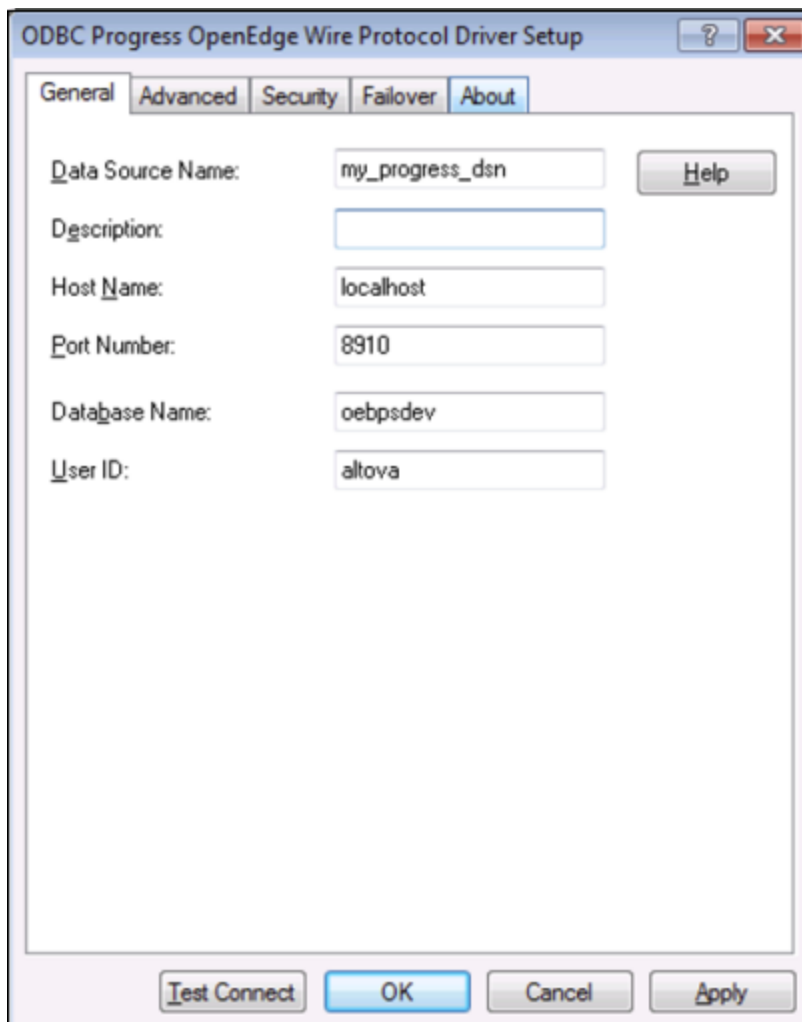 ODBC Progress OpenEdge Wire Protocol Driver Setup
General Advanced Security Failover About
Data Source Name: my_progress_dsn Help
Description:
Host Name: localhost
Port Number: 8910
Database Name: oebpsdev
User ID: altova
Test Connect OK Cancel Apply